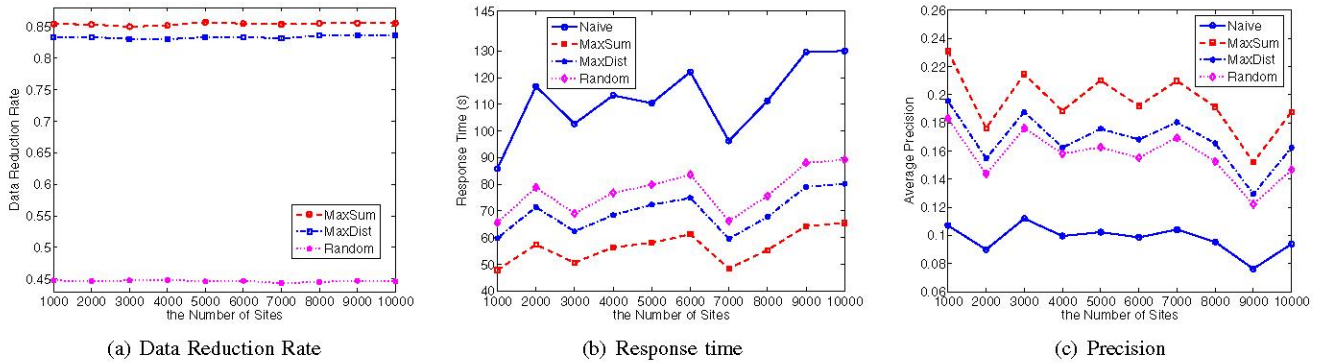 0.85
0.8
0.75
0.7
0.65
0.6
0.55
0.5
0.45
Data Reduction Rate
MaxSum
MaxDist
Random
1000 2000 3000 4000 5000 6000 7000 8000 9000 10000
the Number of Sites
(a) Data Reduction Rate
145
140
130
120
110
100
90
80
70
60
50
40
Response Time (s)
Naive
MaxSum
MaxDist
Random
1000 2000 3000 4000 5000 6000 7000 8000 9000 10000
the Number of Sites
(b) Response time
0.26
0.24
0.22
0.2
0.18
0.16
0.14
0.12
0.1
0.08
0.06
Average Precision
Naive
MaxSum
MaxDist
Random
1000 2000 3000 4000 5000 6000 7000 8000 9000 10000
the Number of Sites
(c) Precision